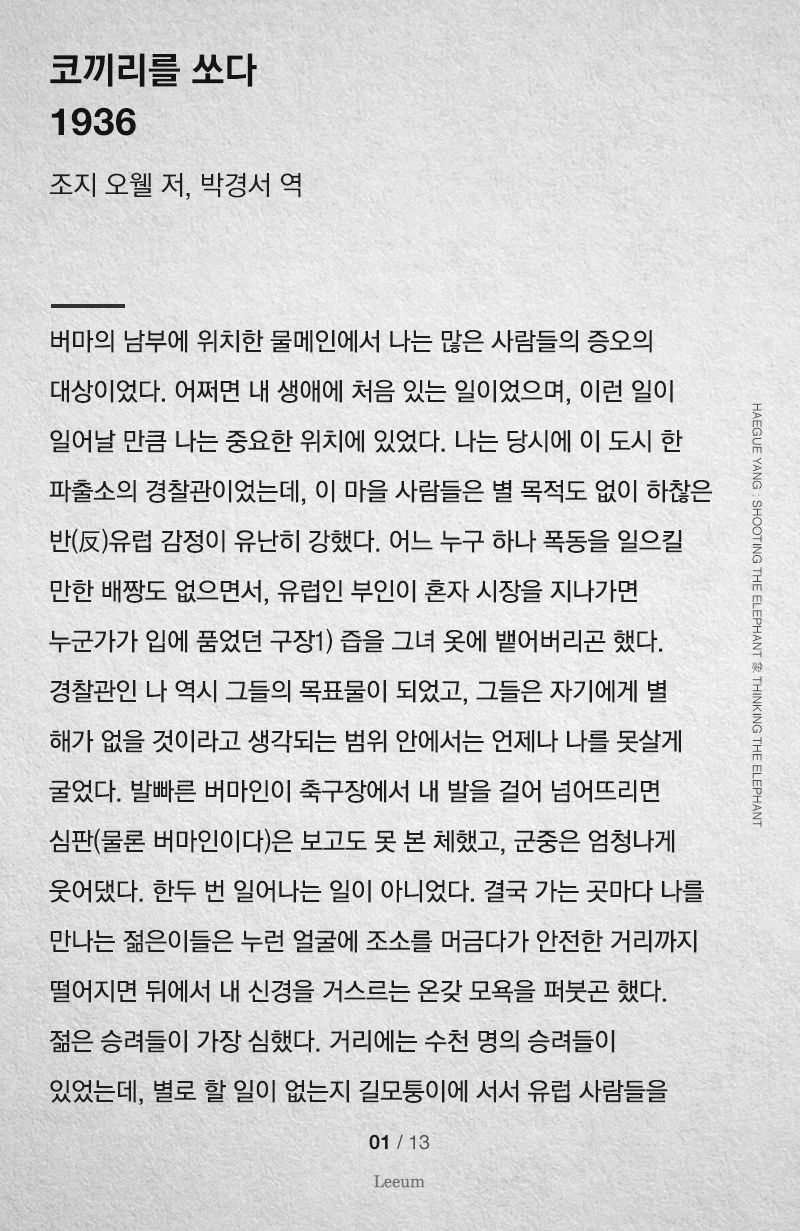 코끼리를 쏘다
1936
조지 오웰 저, 박경서 역
버마의 남부에 위치한 물메인에서 나는 많은 사람들의 증오의
대상이었다. 어쩌면 내 생애에 처음 있는 일이었으며, 이런 일이
일어날 만큼 나는 중요한 위치에 있었다. 나는 당시에 이 도시 한
파출소의 경찰관이었는데, 이 마을 사람들은 별 목적도 없이 하찮은
반(反)유럽 감정이 유난히 강했다. 어느 누구 하나 폭동을 일으킬
만한 배짱도 없으면서, 유럽인 부인이 혼자 시장을 지나가면
누군가가 입에 품었던 구장1) 즙을 그녀 옷에 뱉어버리곤 했다.
경찰관인 나 역시 그들의 목표물이 되었고, 그들은 자기에게 별
해가 없을 것이라고 생각되는 범위 안에서는 언제나 나를 못살게
굴었다. 발빠른 버마인이 축구장에서 내 발을 걸어 넘어뜨리면
심판(물론 버마인이다)은 보고도 못 본 체했고, 군중은 엄청나게
웃어댔다. 한두 번 일어나는 일이 아니었다. 결국 가는 곳마다 나를
만나는 젊은이들은 누런 얼굴에 조소를 머금다가 안전한 거리까지
떨어지면 뒤에서 내 신경을 거스르는 온갖 모욕을 퍼붓곤 했다.
젊은 승려들이 가장 심했다. 거리에는 수천 명의 승려들이
있었는데, 별로 할 일이 없는지 길모퉁이에 서서 유럽 사람들을
HAEGUE YANG : SHOOTING THE ELEPHANT 象 THINKING THE ELEPHANT
01 / 13
Leeum